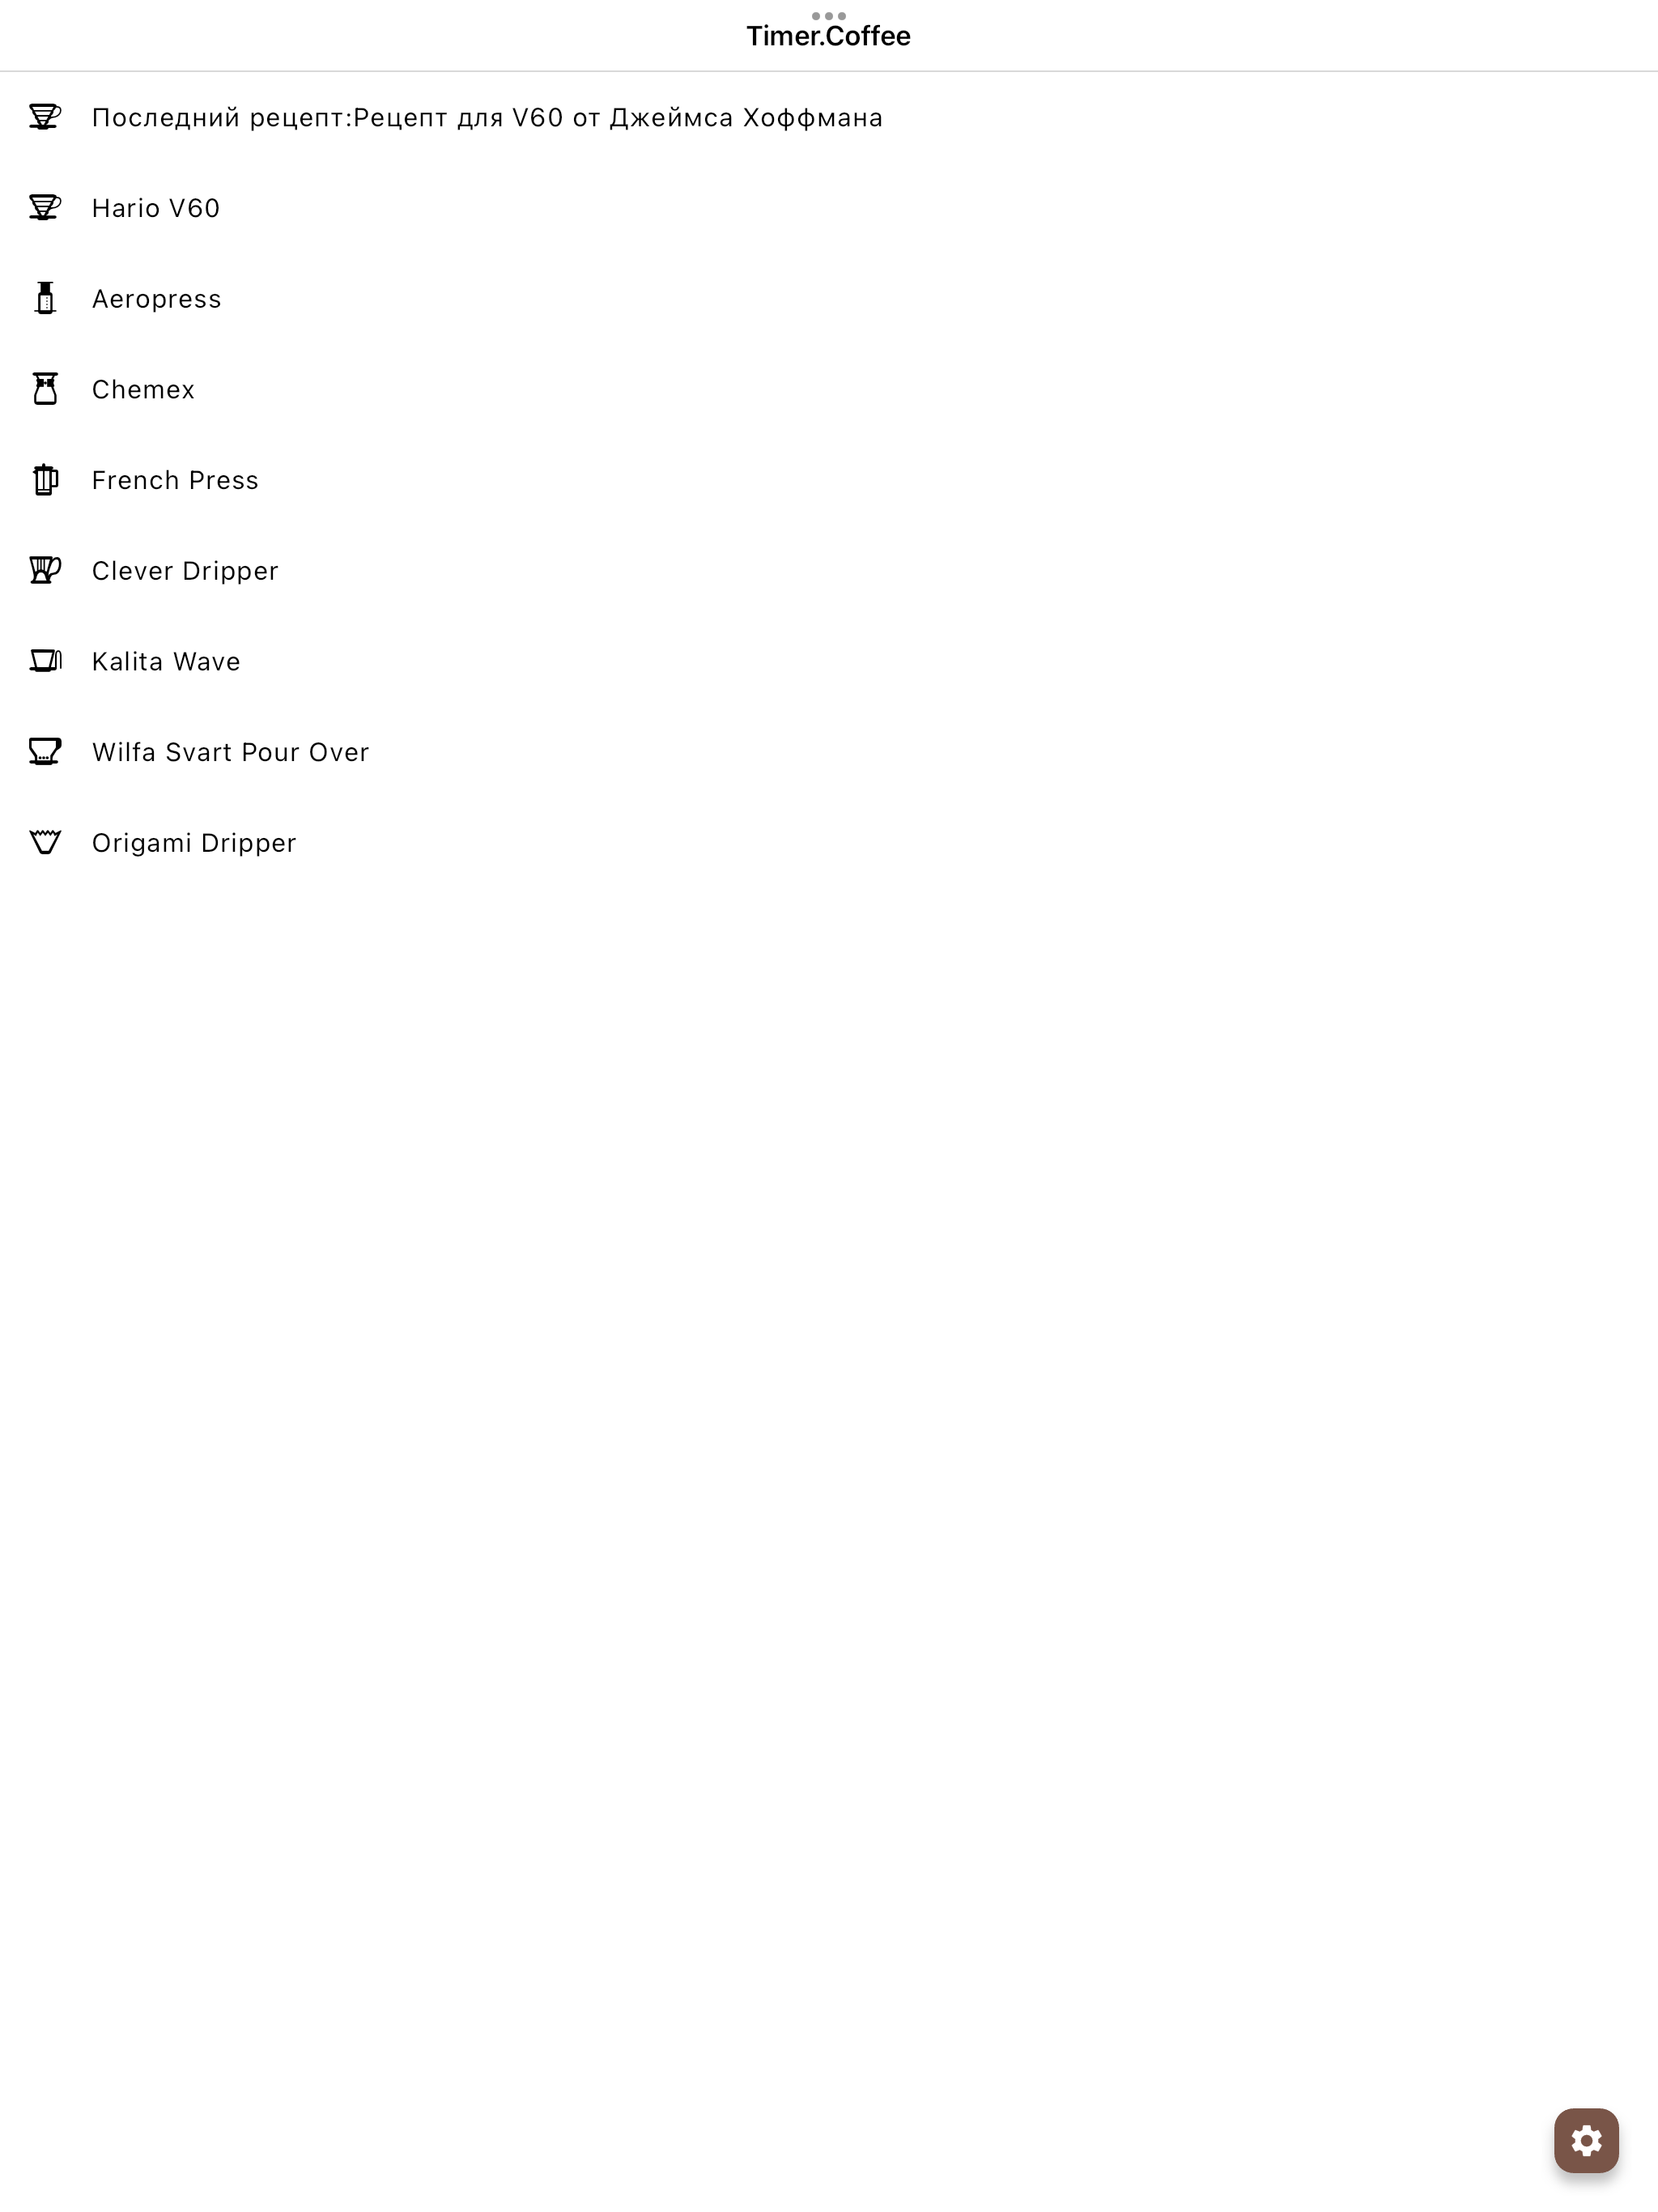 Timer.Coffee
Последний рецепт:Рецепт для V60 от Джеймса Хоффмана
Hario V60
Aeropress
Chemex
French Press
Clever Dripper
Kalita Wave
Wilfa Svart Pour Over
Origami Dripper